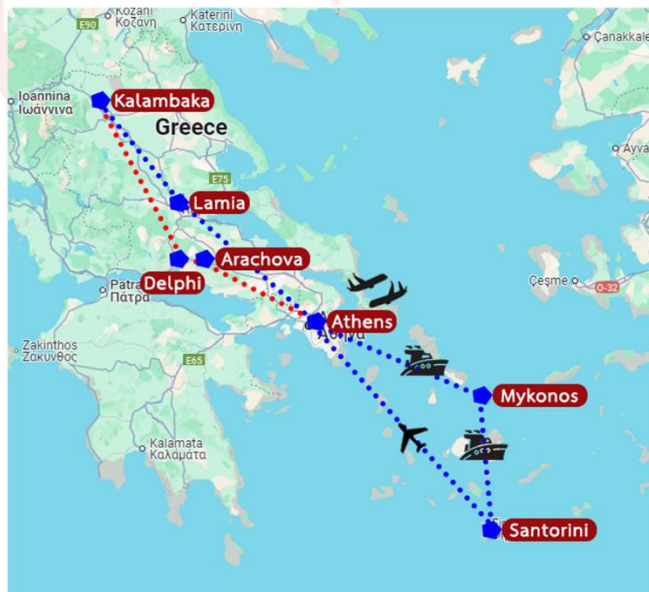 Kozani
Κοζάνη
E90
Katerini
Κατερίνη
Çanakkale
Ioannina
Ιωάννινα
Kalambaka
Greece
Ayva
E75
Lamia
Arachova
Delphi
Patra
Πάτρα
Çeşme
O-32
Athens
Αθήνα
Zakinthos
Ζάκυνθος
E65
Mykonos
Kalamata
Καλαμάτα
Santorini